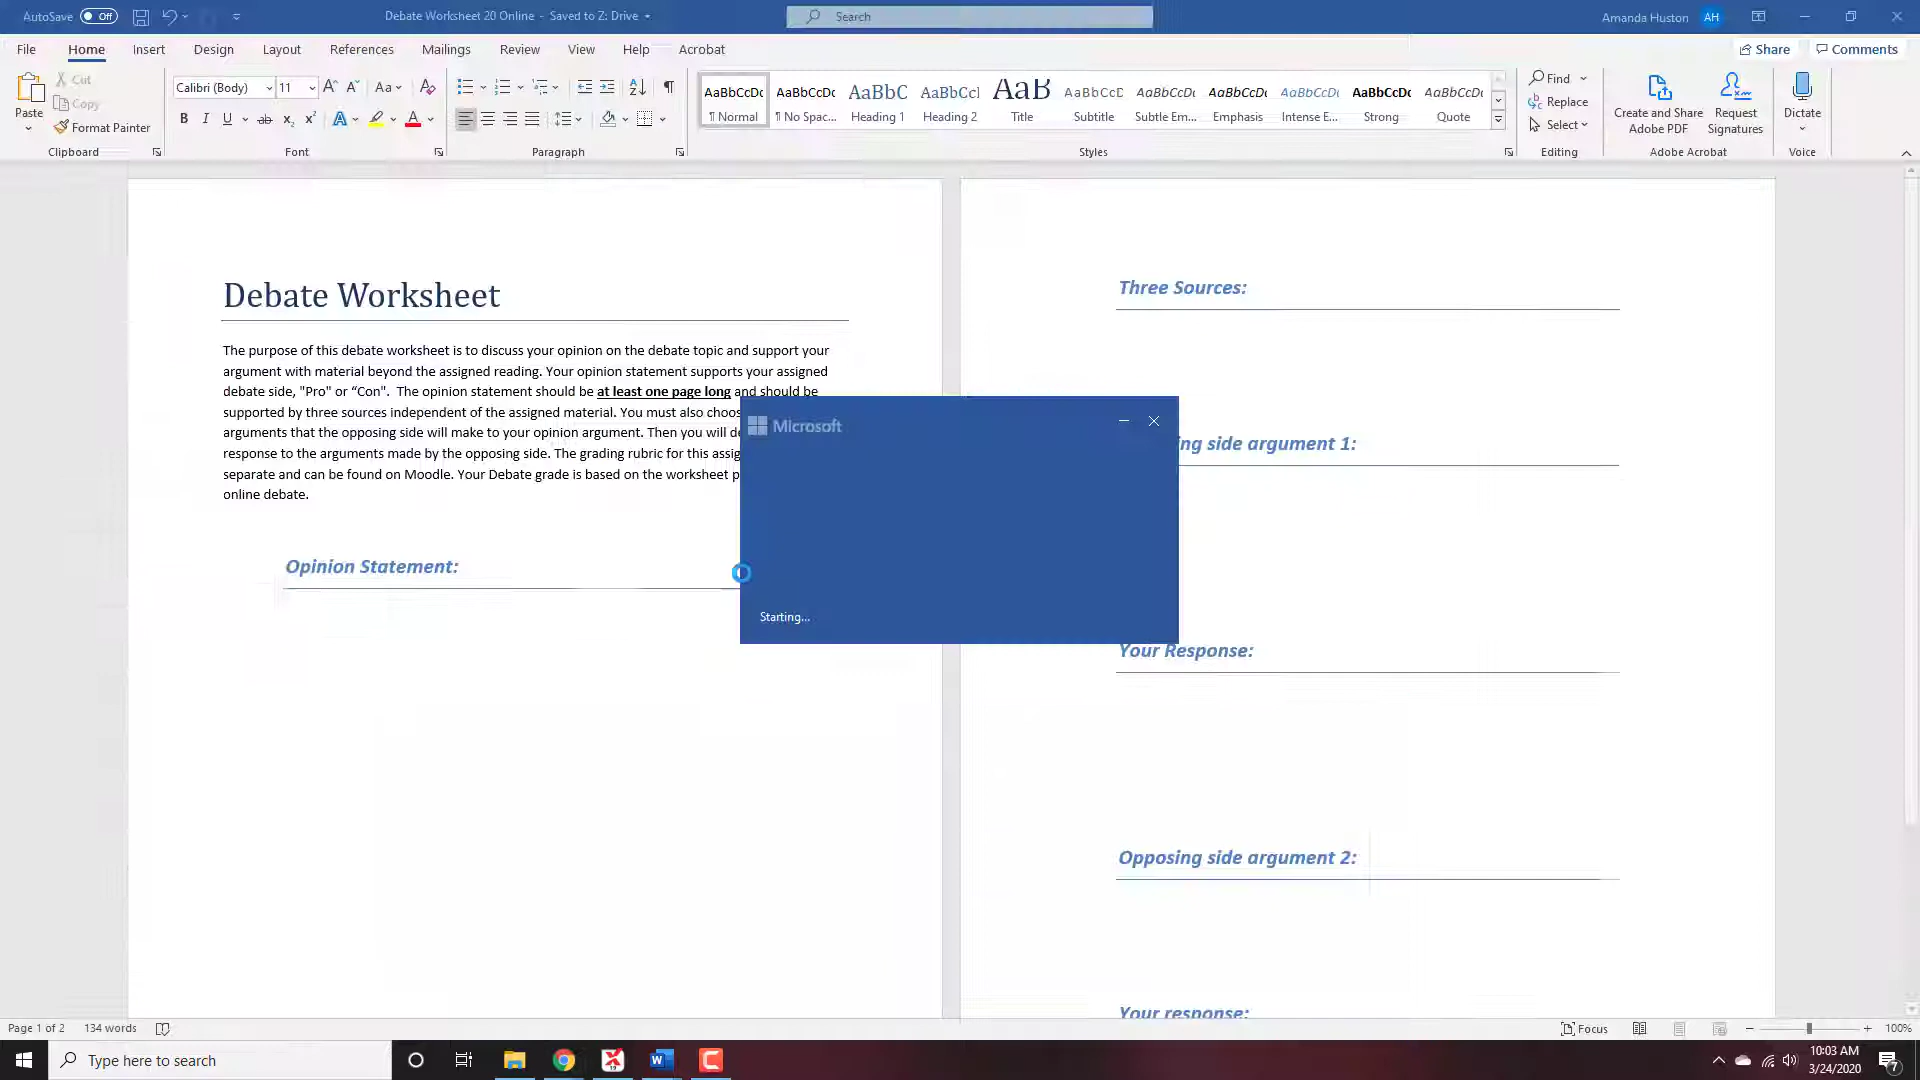 AutoSave Off Debate Worksheet 20 Online - Saved to Z: Drive Search Amanda Huston AH
File Home Insert Design Layout References Mailings Review View Help Acrobat Share Comments
Paste
Cut
Copy
Format Painter
Clipboard
Calibri (Body) 11
Font
Paragraph
AaBbCcDc AaBbCcDc AaBbC AaBbCcI AaB AaBbCcD AaBbCcDc AaBbCcDc AaBbCcDc AaBbCcDc AaBbCcDc
¶ Normal ¶ No Spac... Heading 1 Heading 2 Title Subtitle Subtle Em... Emphasis Intense E... Strong Quote
Styles
Find
Replace
Select
Editing
Create and Share
Adobe PDF
Request
Signatures
Adobe Acrobat
Dictate
Voice
Debate Worksheet
The purpose of this debate worksheet is to discuss your opinion on the debate topic and support your
argument with material beyond the assigned reading. Your opinion statement supports your assigned
debate side, "Pro" or “Con". The opinion statement should be at least one page long and should be
supported by three sources independent of the assigned material. You must also choos
arguments that the opposing side will make to your opinion argument. Then you will de
response to the arguments made by the opposing side. The grading rubric for this assig
separate and can be found on Moodle. Your Debate grade is based on the worksheet p
online debate.
Opinion Statement:
Microsoft
Starting...
Three Sources:
ng side argument 1:
Your Response:
Opposing side argument 2:
Your response:
Page 1 of 2 134 words Focus 100%
Type here to search
10:03 AM
3/24/2020
7